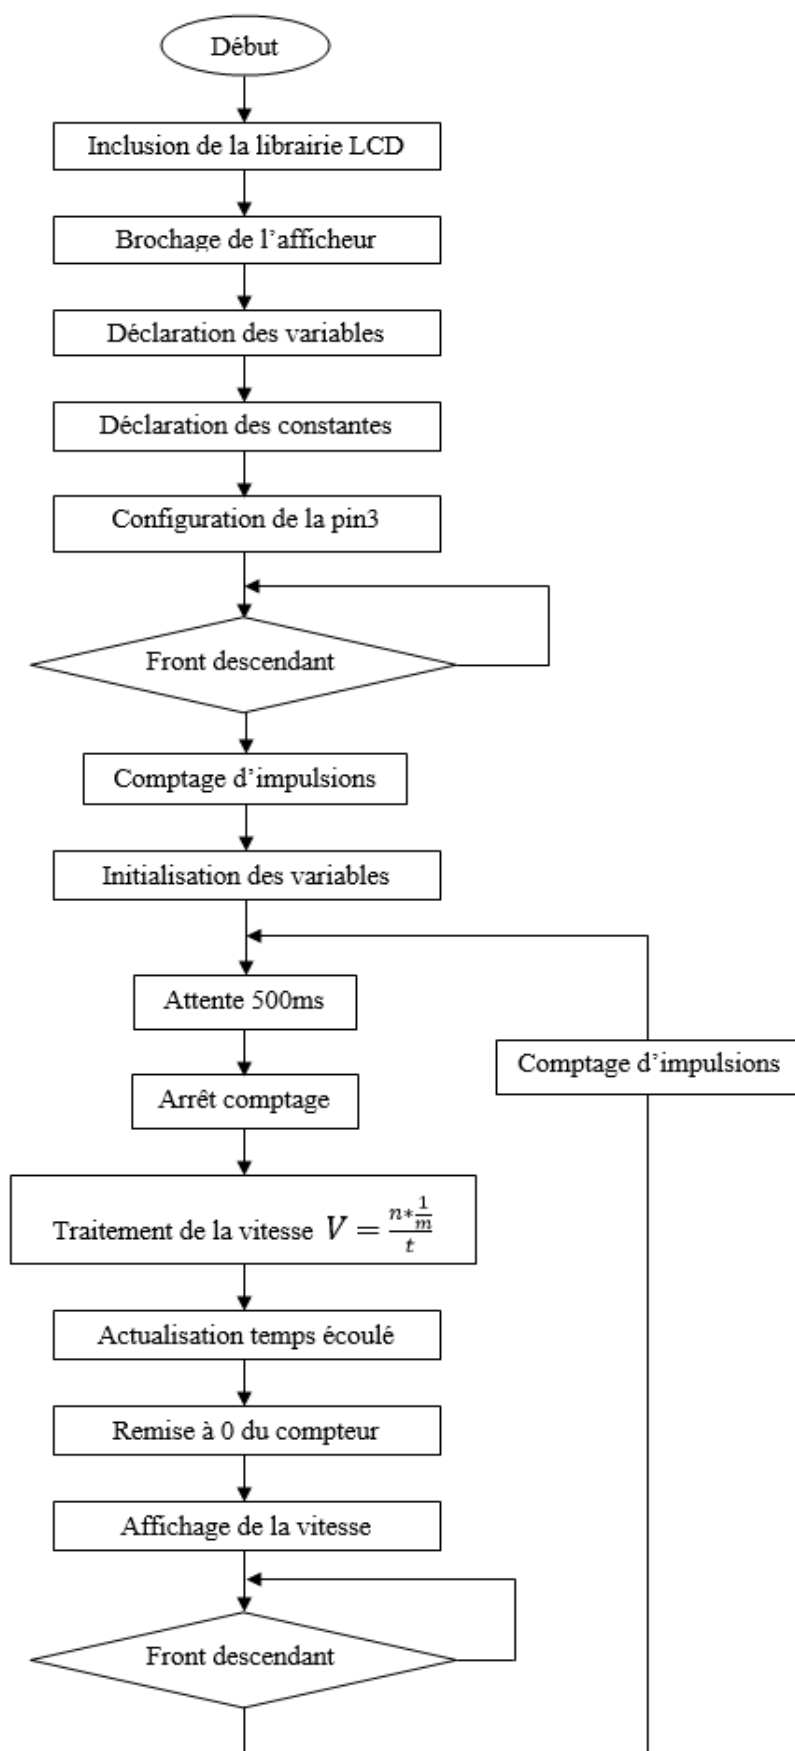 Début
Inclusion de la librairie LCD
Brochage de l’afficheur
Déclaration des variables
Déclaration des constantes
Configuration de la pin3
Front descendant
Comptage d’impulsions
Initialisation des variables
Attente 500ms
Comptage d’impulsions
Arrêt comptage
Traitement de la vitesse V = \frac{n*\frac{1}{m}}{t}
Actualisation temps écoulé
Remise à 0 du compteur
Affichage de la vitesse
Front descendant